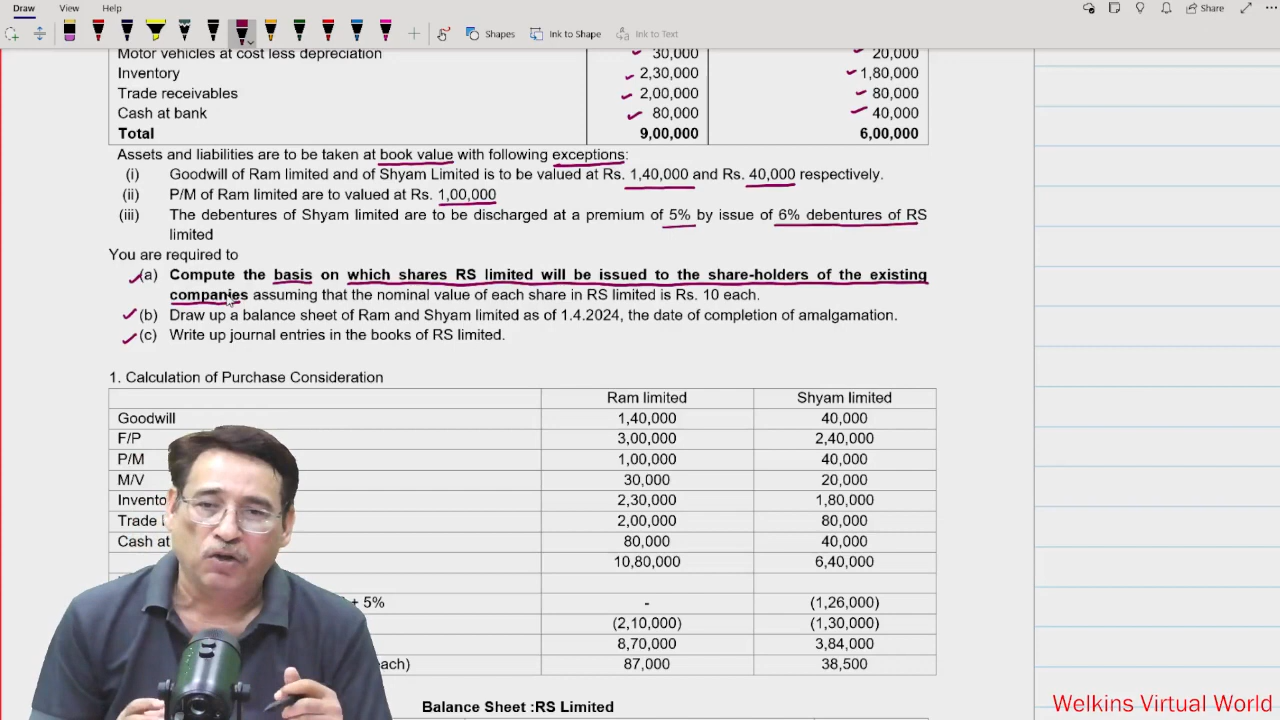 Draw View Help
Share
Shapes Ink to Shape Ink to Text
Motor vehicles at cost less depreciation 30,000 20,000
Inventory 2,30,000 1,80,000
Trade receivables 2,00,000 80,000
Cash at bank 80,000 40,000
Total 9,00,000 6,00,000
Assets and liabilities are to be taken at book value with following exceptions:
(i) Goodwill of Ram limited and of Shyam Limited is to be valued at Rs. 1,40,000 and Rs. 40,000 respectively.
(ii) P/M of Ram limited are to valued at Rs. 1,00,000
(iii) The debentures of Shyam limited are to be discharged at a premium of 5% by issue of 6% debentures of RS
limited
You are required to
(a) Compute the basis on which shares RS limited will be issued to the share-holders of the existing
companies assuming that the nominal value of each share in RS limited is Rs. 10 each.
(b) Draw up a balance sheet of Ram and Shyam limited as of 1.4.2024, the date of completion of amalgamation.
(c) Write up journal entries in the books of RS limited.
1. Calculation of Purchase Consideration
Ram limited Shyam limited
Goodwill 1,40,000 40,000
F/P 3,00,000 2,40,000
P/M 1,00,000 40,000
M/V 30,000 20,000
Invento 2,30,000 1,80,000
Trade 2,00,000 80,000
Cash at 80,000 40,000
10,80,000 6,40,000
+ 5% - (1,26,000)
(2,10,000) (1,30,000)
8,70,000 3,84,000
ach) 87,000 38,500
Balance Sheet :RS Limited
Welkins Virtual World